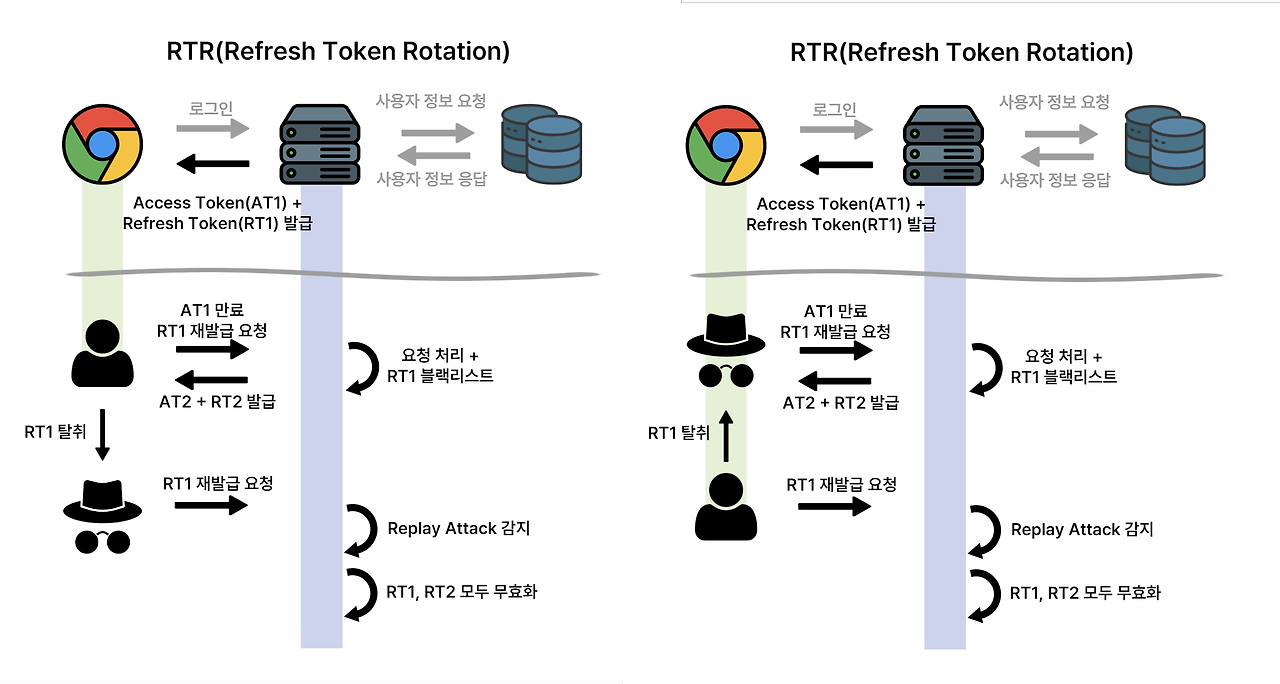 RTR(Refresh Token Rotation)
로그인
사용자 정보 요청
사용자 정보 응답
Access Token(AT1) +
Refresh Token(RT1) 발급
AT1 만료
RT1 재발급 요청
요청 처리 +
RT1 블랙리스트
AT2 + RT2 발급
RT1 탈취
RT1 재발급 요청
Replay Attack 감지
RT1, RT2 모두 무효화
RTR(Refresh Token Rotation)
로그인
사용자 정보 요청
사용자 정보 응답
Access Token(AT1) +
Refresh Token(RT1) 발급
AT1 만료
RT1 재발급 요청
요청 처리 +
RT1 블랙리스트
AT2 + RT2 발급
RT1 탈취
RT1 재발급 요청
Replay Attack 감지
RT1, RT2 모두 무효화